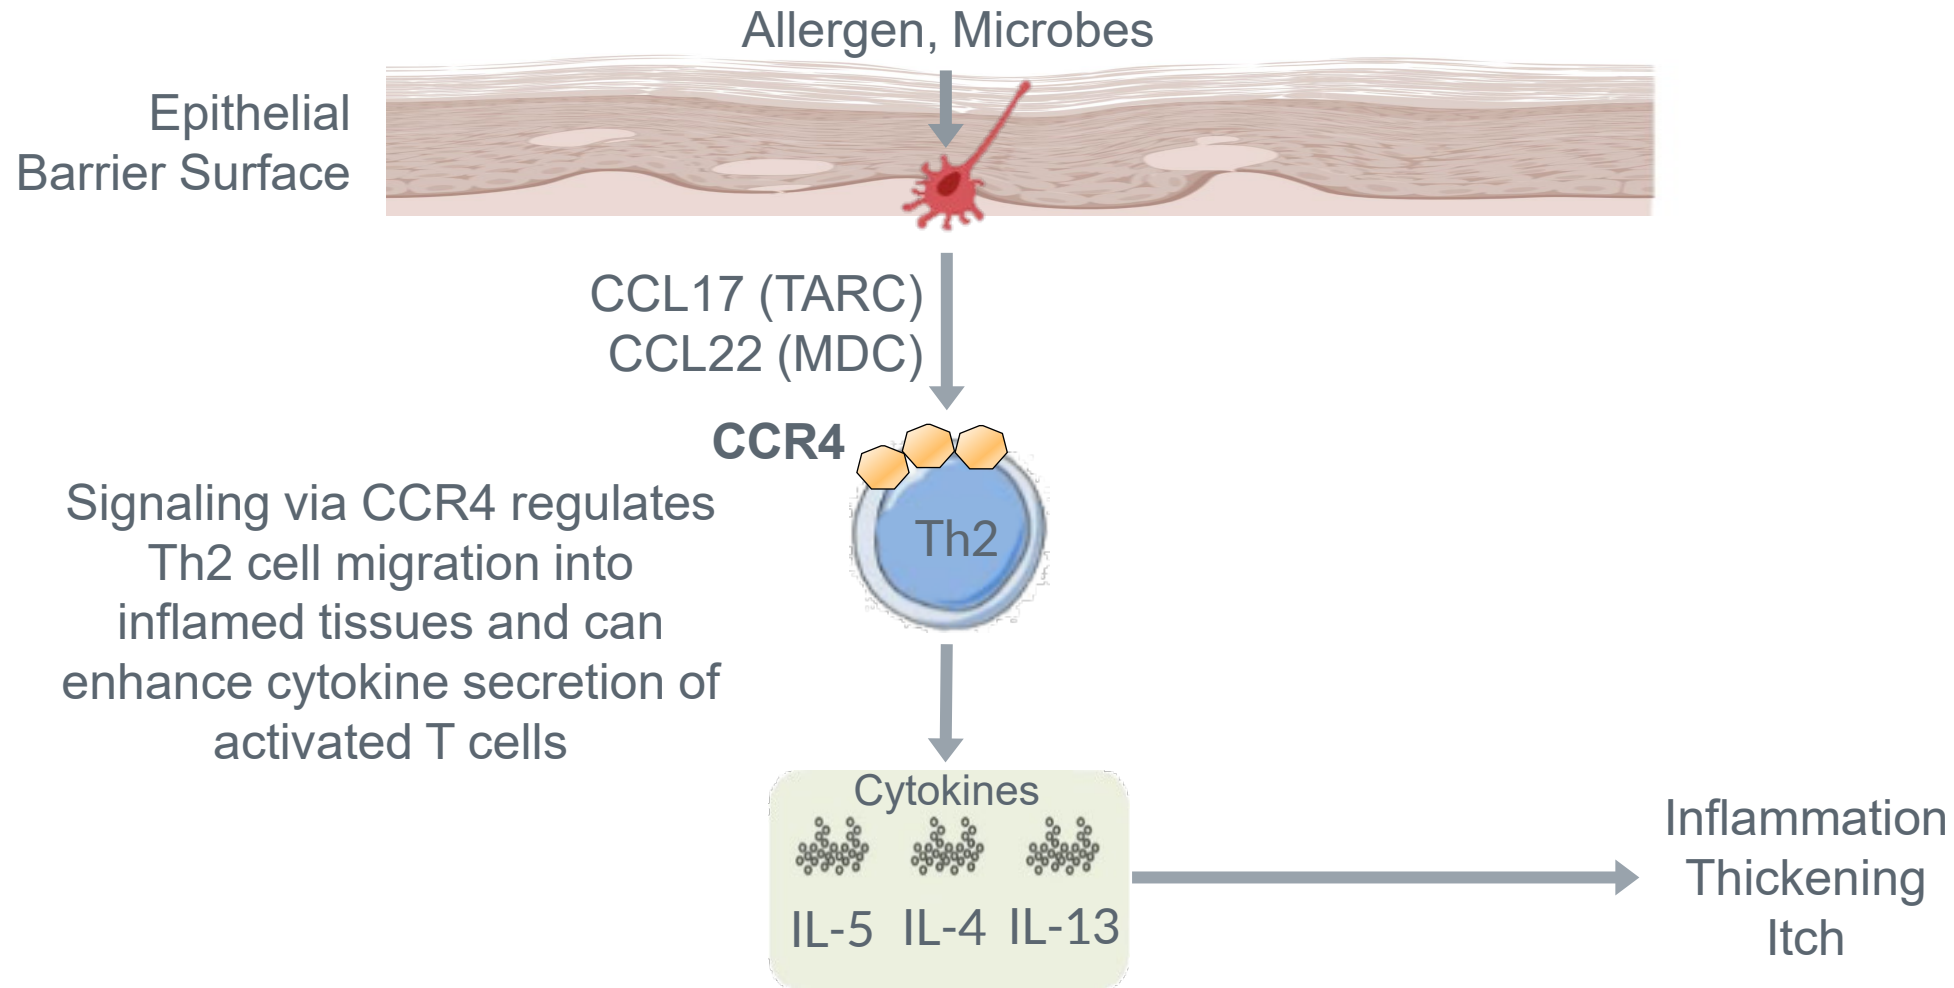 Allergen, Microbes
Epithelial
Barrier Surface
CCL17 (TARC)
CCL22 (MDC)
CCR4
Signaling via CCR4 regulates
Th2 cell migration into
inflamed tissues and can
enhance cytokine secretion of
activated T cells
Th2
Cytokines
IL-5 IL-4 IL-13
Inflammation
Thickening
Itch